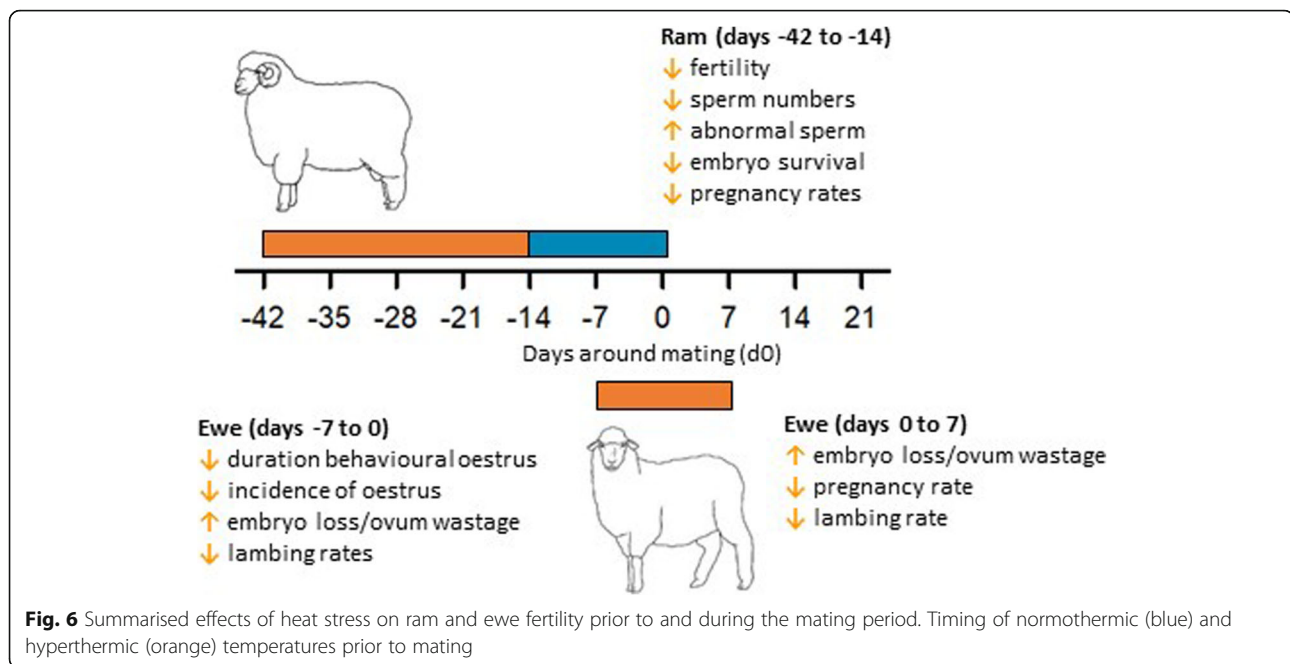 Ram (days -42 to -14)
↓ fertility
↓ sperm numbers
↑ abnormal sperm
↓ embryo survival
↓ pregnancy rates
-42 -35 -28 -21 -14 -7 0 7 14 21
Days around mating (d0)
Ewe (days -7 to 0)
↓ duration behavioural oestrus
↓ incidence of oestrus
↑ embryo loss/ovum wastage
↓ lambing rates
Ewe (days 0 to 7)
↑ embryo loss/ovum wastage
↓ pregnancy rate
↓ lambing rate
Fig. 6 Summarised effects of heat stress on ram and ewe fertility prior to and during the mating period. Timing of normothermic (blue) and
hyperthermic (orange) temperatures prior to mating